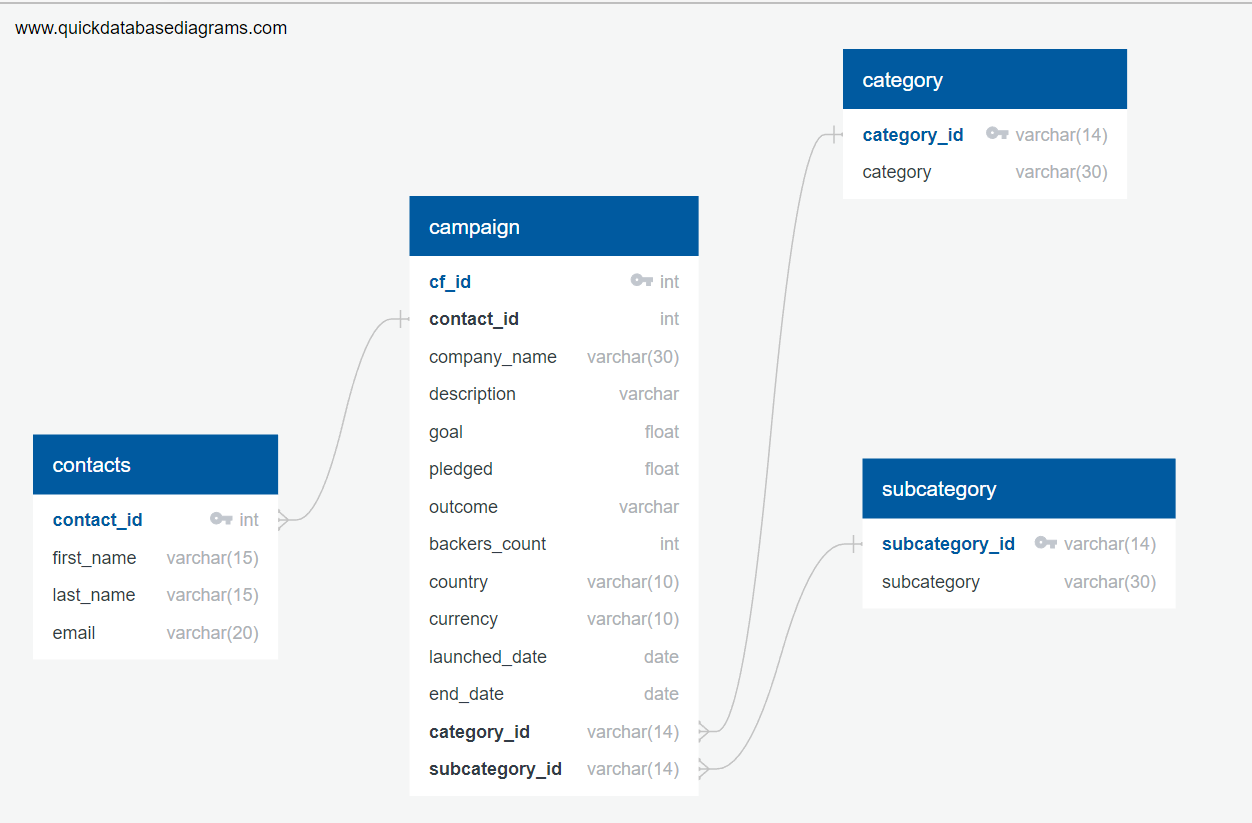 www.quickdatabasediagrams.com
category
category_id varchar(14)
category varchar(30)
campaign
cf_id int
contact_id int
company_name varchar(30)
description varchar
goal float
pledged float
outcome varchar
backers_count int
country varchar(10)
currency varchar(10)
launched_date date
end_date date
category_id varchar(14)
subcategory_id varchar(14)
contacts
contact_id int
first_name varchar(15)
last_name varchar(15)
email varchar(20)
subcategory
subcategory_id varchar(14)
subcategory varchar(30)